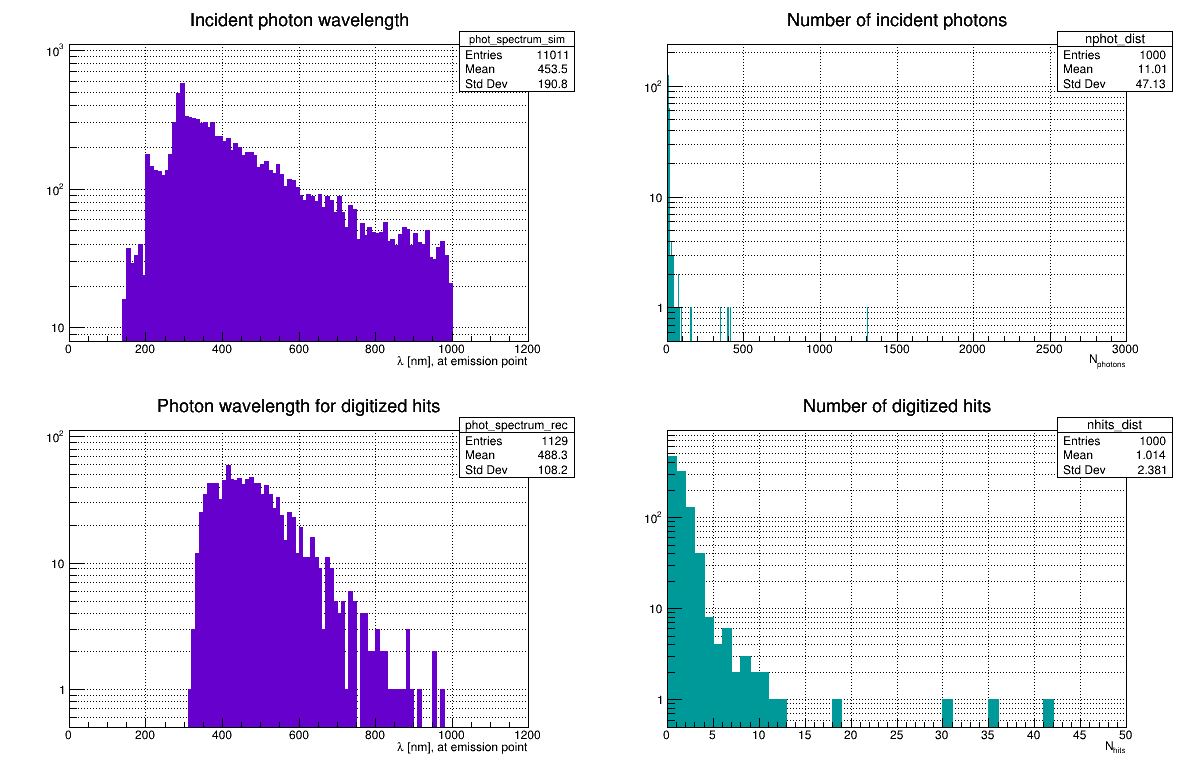 Incident photon wavelength
phot_spectrum_sim
Entries 11011
Mean 453.5
Std Dev 190.8
10³
10²
10
0 200 400 600 800 1000 1200
λ [nm], at emission point
Number of incident photons
nphot_dist
Entries 1000
Mean 11.01
Std Dev 47.13
10²
10
1
0 500 1000 1500 2000 2500 3000
Nphotons
Photon wavelength for digitized hits
phot_spectrum_rec
Entries 1129
Mean 488.3
Std Dev 108.2
10²
10
1
0 200 400 600 800 1000 1200
λ [nm], at emission point
Number of digitized hits
nhits_dist
Entries 1000
Mean 1.014
Std Dev 2.381
10²
10
1
0 5 10 15 20 25 30 35 40 45 50
Nhits